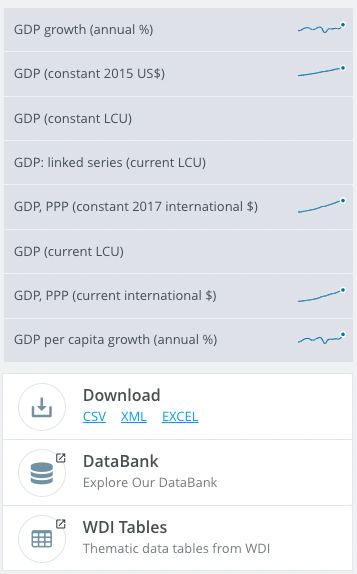 GDP growth (annual %)
GDP (constant 2015 US$)
GDP (constant LCU)
GDP: linked series (current LCU)
GDP, PPP (constant 2017 international $)
GDP (current LCU)
GDP, PPP (current international $)
GDP per capita growth (annual %)
Download
CSV XML EXCEL
DataBank
Explore Our DataBank
WDI Tables
Thematic data tables from WDI